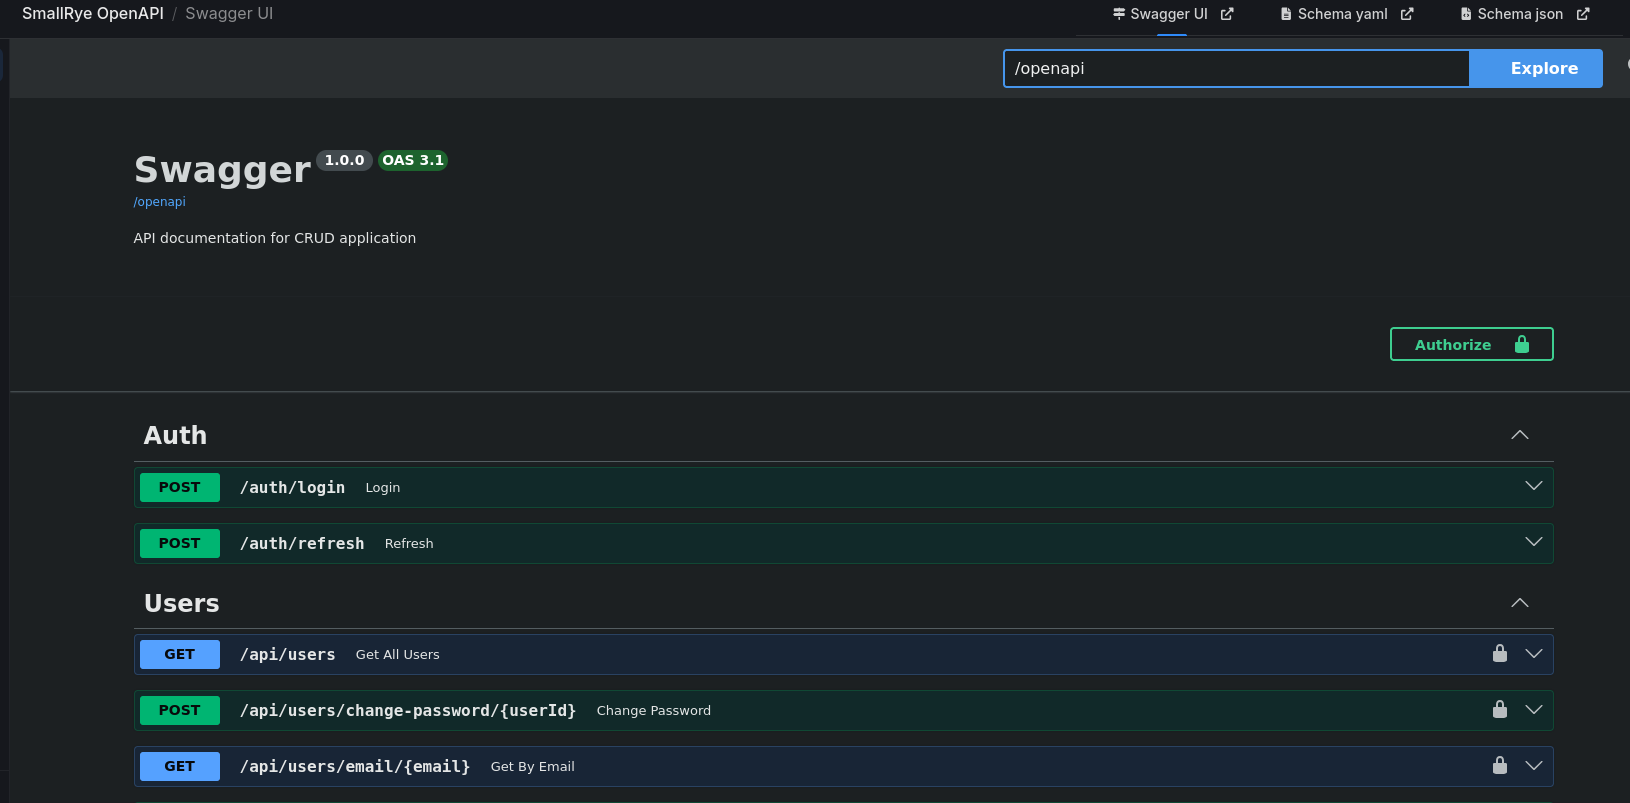 SmallRye OpenAPI / Swagger UI
Swagger UI
Schema yaml
Schema json
/openapi
Explore
Swagger 1.0.0 OAS 3.1
/openapi
API documentation for CRUD application
Authorize
Auth
POST /auth/login Login
POST /auth/refresh Refresh
Users
GET /api/users Get All Users
POST /api/users/change-password/{userId} Change Password
GET /api/users/email/{email} Get By Email